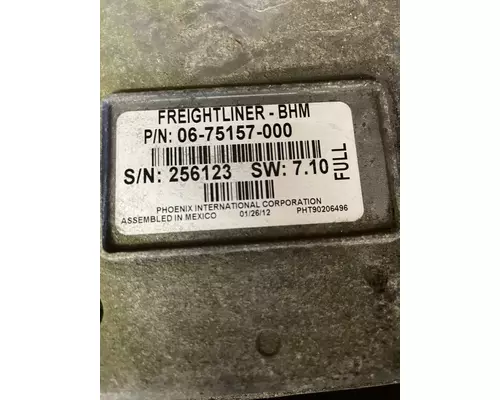 FREIGHTLINER - BHM
P/N: 06-75157-000
S/N: 256123 SW: 7.10
FULL
PHOENIX INTERNATIONAL CORPORATION
ASSEMBLED IN MEXICO 01/26/12 PHT90206496